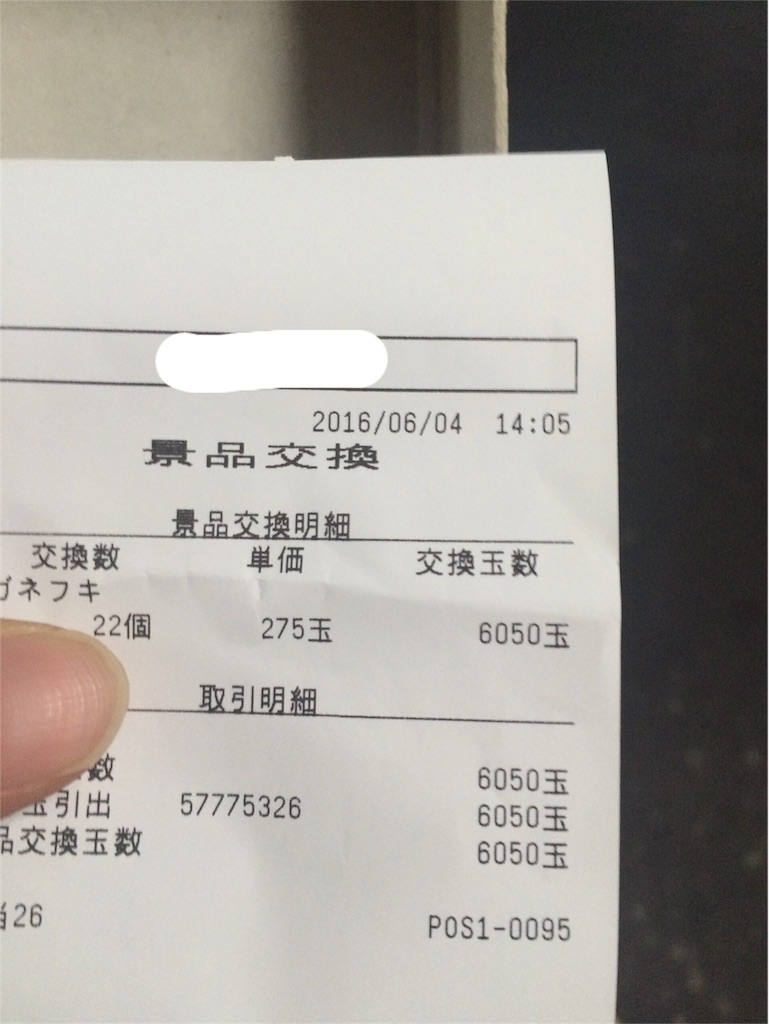 2016/06/04 14:05
景品交換
景品交換明細
交換数 単価 交換玉数
ガネフキ
22個 275玉 6050玉
取引明細
数 6050玉
玉引出 57775326 6050玉
品交換玉数 6050玉
当26 POS1-0095